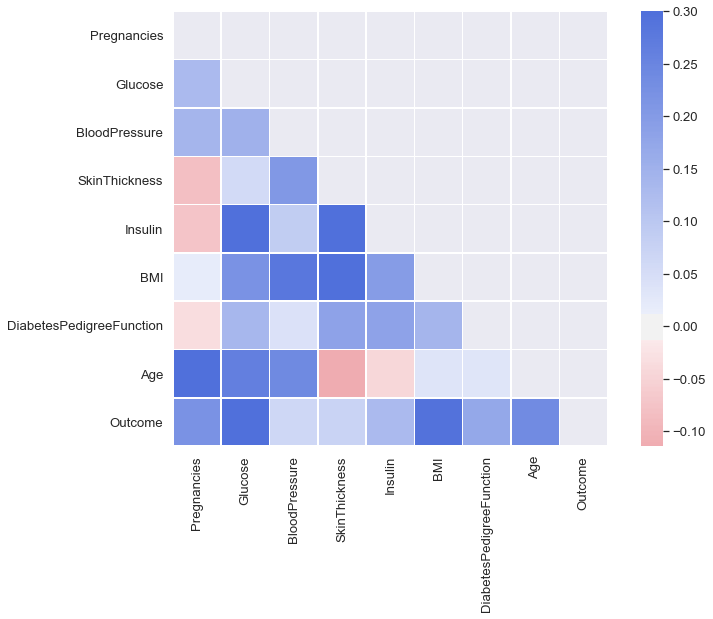 Pregnancies
Glucose
BloodPressure
SkinThickness
Insulin
BMI
DiabetesPedigreeFunction
Age
Outcome
Pregnancies
Glucose
BloodPressure
SkinThickness
Insulin
BMI
DiabetesPedigreeFunction
Age
Outcome
0.30
0.25
0.20
0.15
0.10
0.05
0.00
−0.05
−0.10